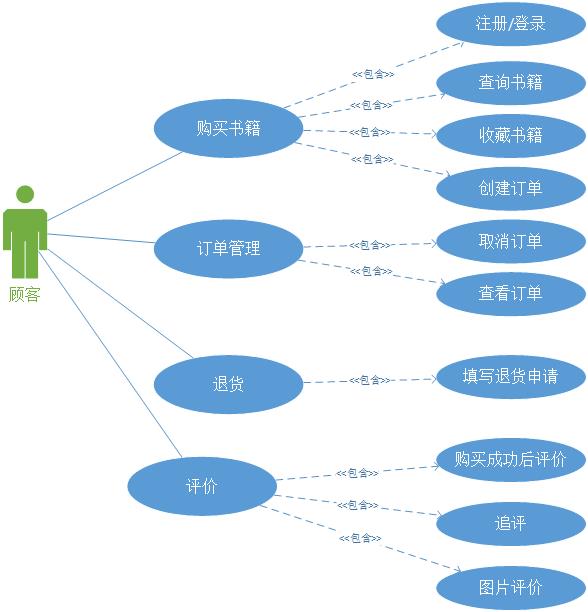 注册/登录
<<包含>>
查询书籍
<<包含>>
购买书籍
<<包含>>
收藏书籍
<<包含>>
创建订单
订单管理
<<包含>>
取消订单
<<包含>>
查看订单
顾客
退货
<<包含>>
填写退货申请
购买成功后评价
<<包含>>
评价
<<包含>>
追评
<<包含>>
图片评价